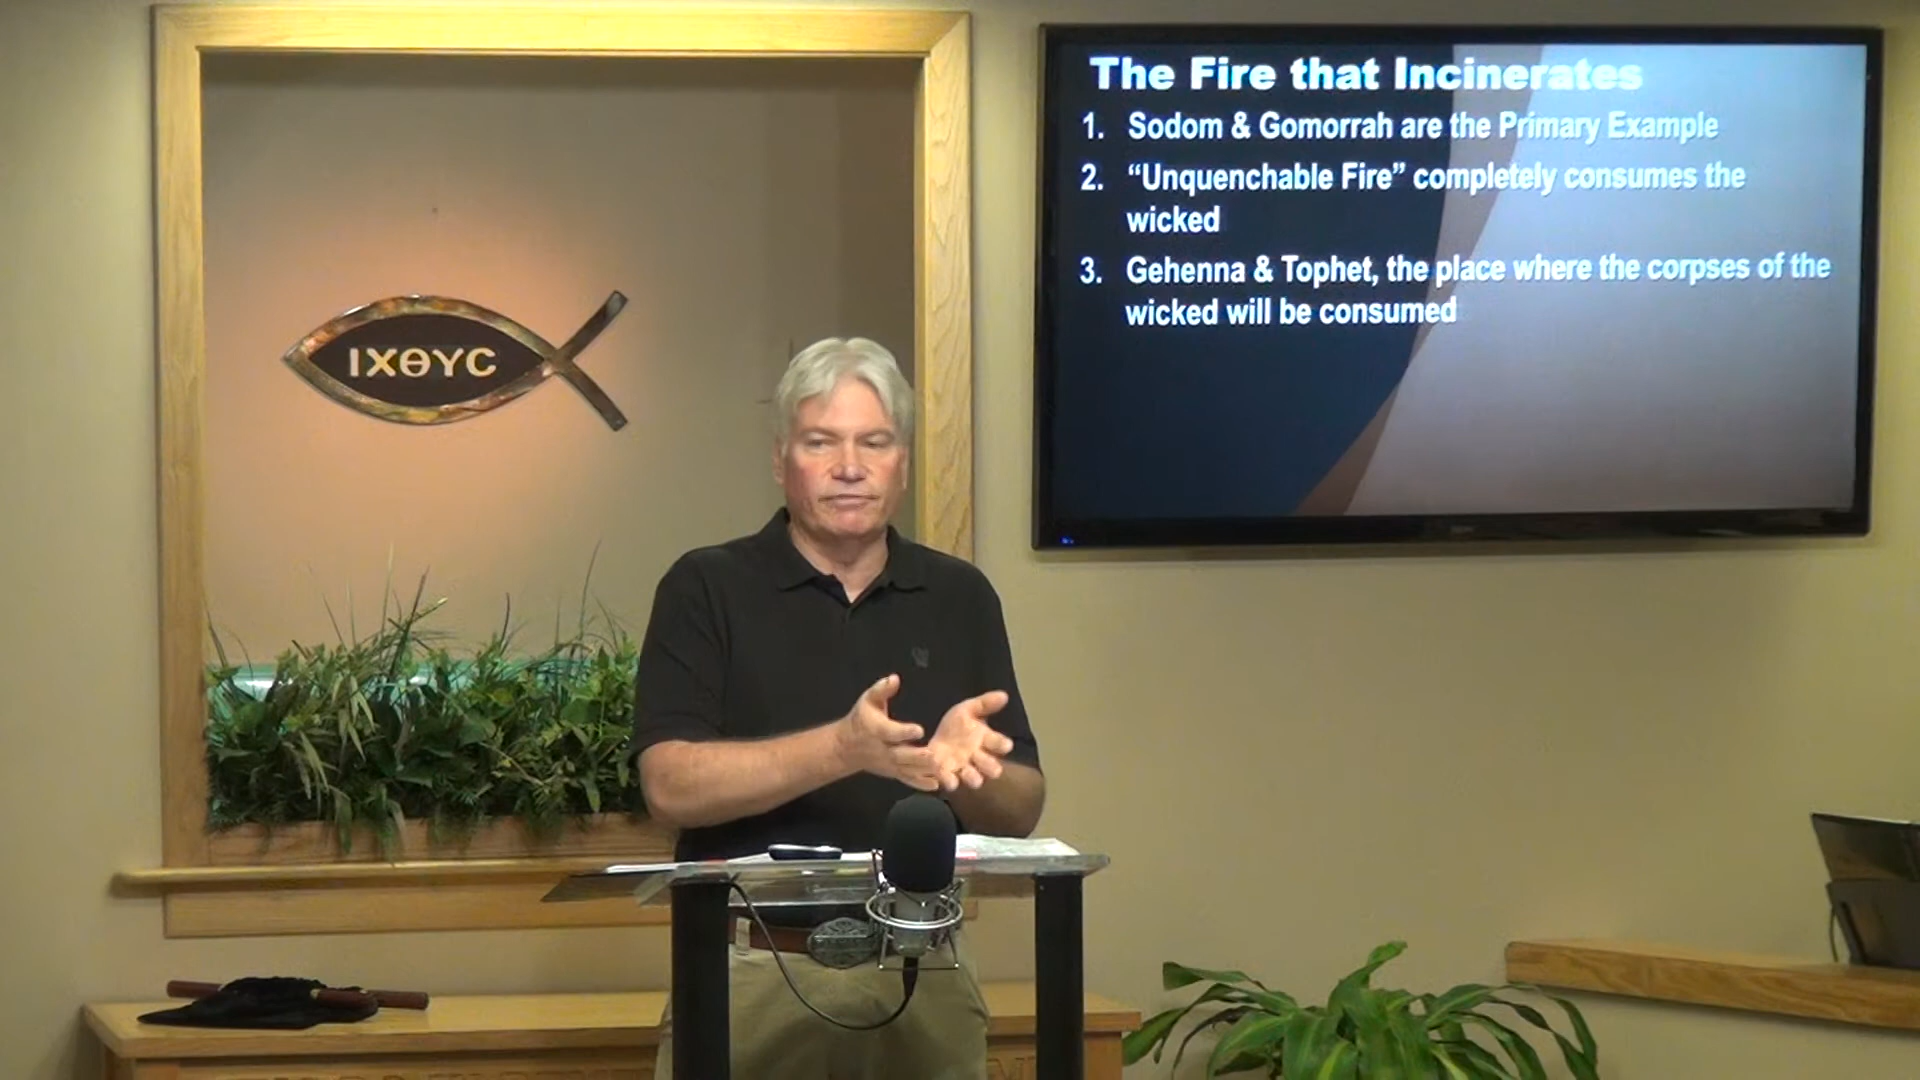 The Fire that Incinerates
1. Sodom & Gomorrah are the Primary Example
2. “Unquenchable Fire” completely consumes the
wicked
3. Gehenna & Tophet, the place where the corpses of the
wicked will be consumed
ΙΧΘΥC